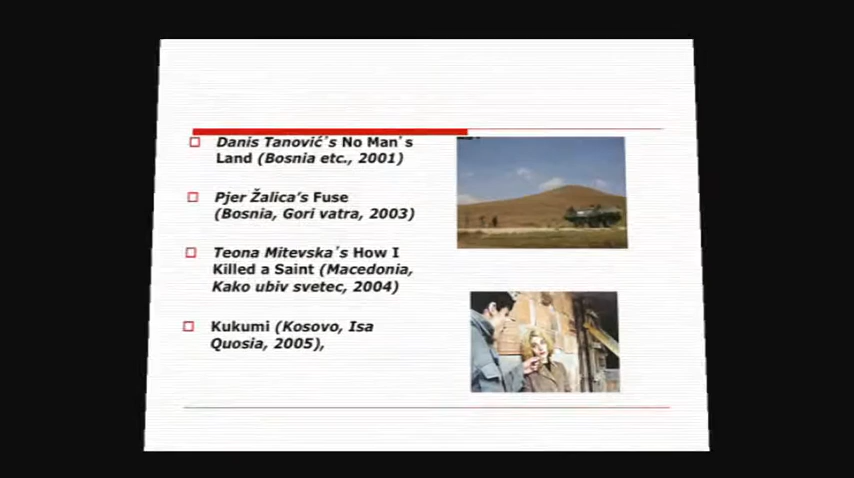 Danis Tanović's No Man's
Land (Bosnia etc., 2001)
Pjer Žalica's Fuse
(Bosnia, Gori vatra, 2003)
Teona Mitevska's How I
Killed a Saint (Macedonia,
Kako ubiv svetec, 2004)
Kukumi (Kosovo, Isa
Quosia, 2005),